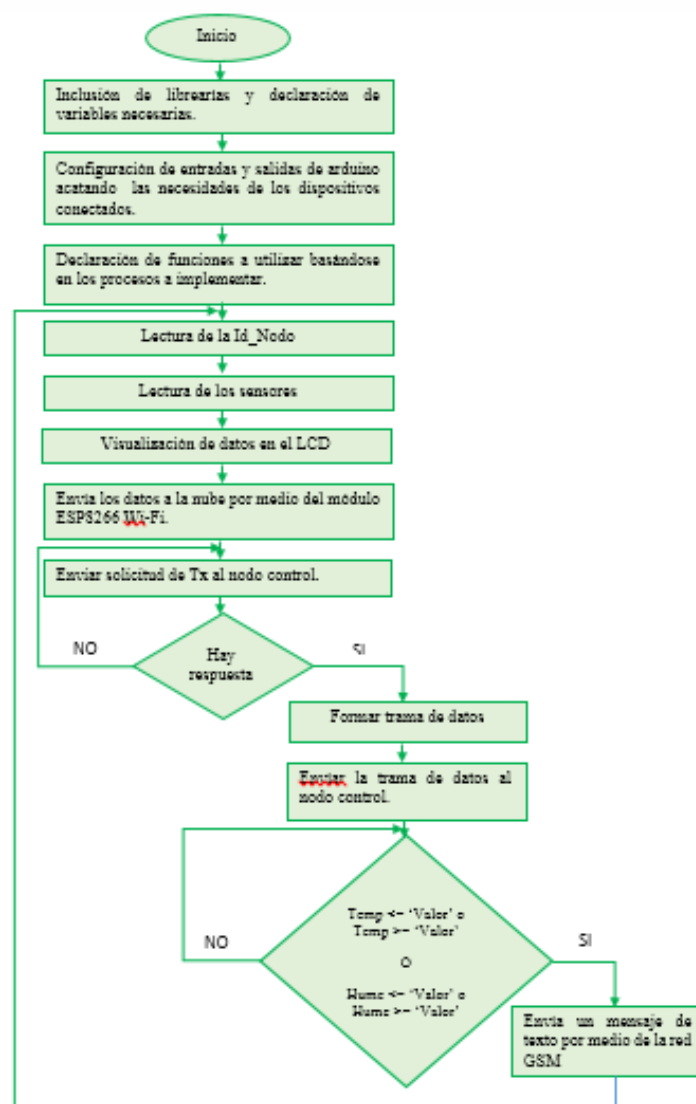 Inicio
Inclusión de librearías y declaración de
variables necesarias.
Configuración de entradas y salidas de arduino
acatando las necesidades de los dispositivos
conectados.
Declaración de funciones a utilizar basándose
en los procesos a implementar.
Lectura de la Id_Nodo
Lectura de los sensores
Visualización de datos en el LCD
Envía los datos a la nube por medio del módulo
ESP8266 Wi-Fi.
Enviar solicitud de Tx al nodo control.
NO
Hay
respuesta
SI
Formar trama de datos
Enviar la trama de datos al
nodo control.
Temp <= ‘Valor’ o
Temp >= ‘Valor’
O
Hume <= ‘Valor’ o
Hume >= ‘Valor’
NO
SI
Envía un mensaje de
texto por medio de la red
GSM